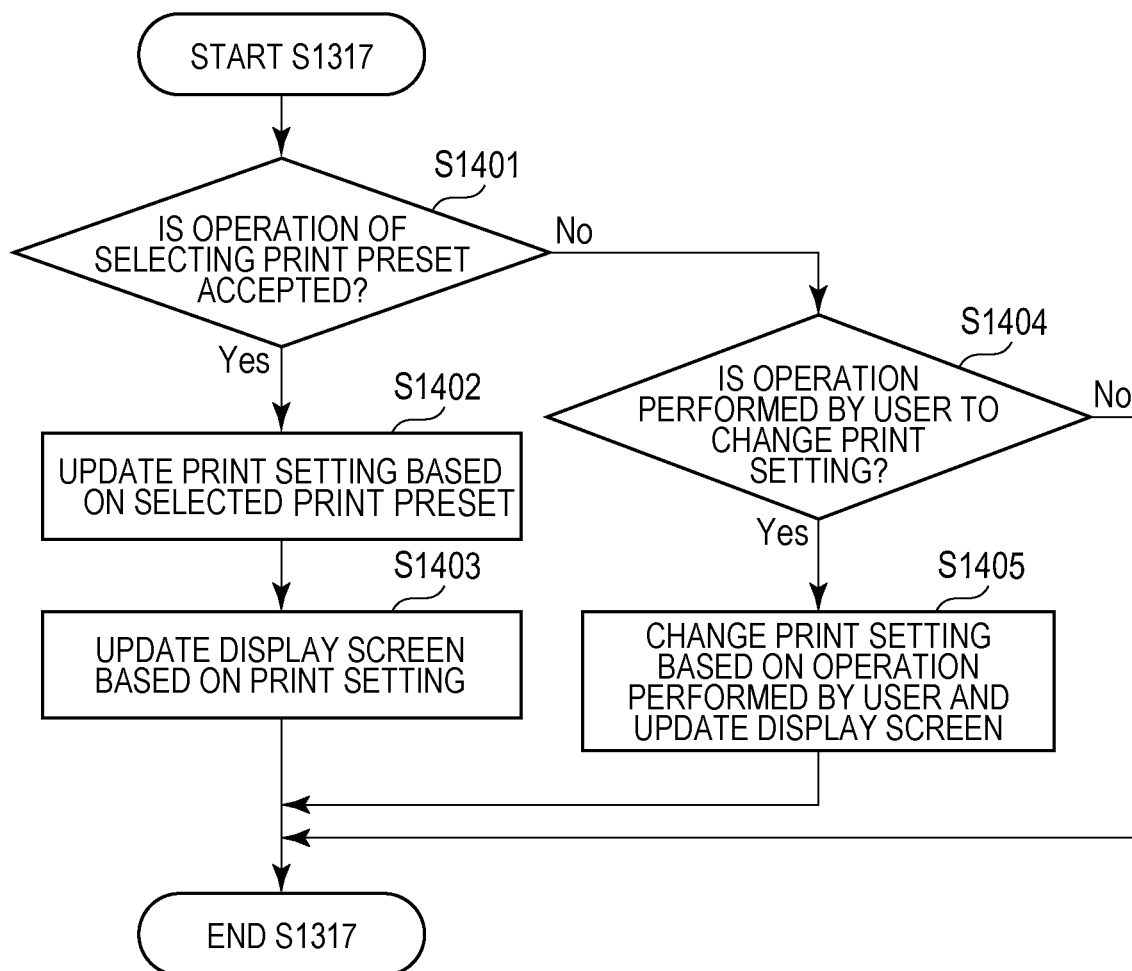 START S1317
S1401
IS OPERATION OF
SELECTING PRINT PRESET
ACCEPTED?
No
Yes
S1402
UPDATE PRINT SETTING BASED
ON SELECTED PRINT PRESET
S1403
UPDATE DISPLAY SCREEN
BASED ON PRINT SETTING
S1404
IS OPERATION
PERFORMED BY USER TO
CHANGE PRINT
SETTING?
No
Yes
S1405
CHANGE PRINT SETTING
BASED ON OPERATION
PERFORMED BY USER AND
UPDATE DISPLAY SCREEN
END S1317